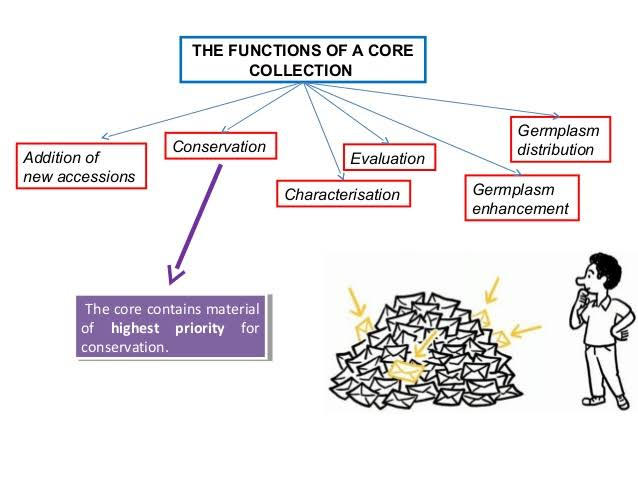 THE FUNCTIONS OF A CORE
COLLECTION
Addition of
new accessions
Conservation
Characterisation
Evaluation
Germplasm
enhancement
Germplasm
distribution
The core contains material
of highest priority for
conservation.